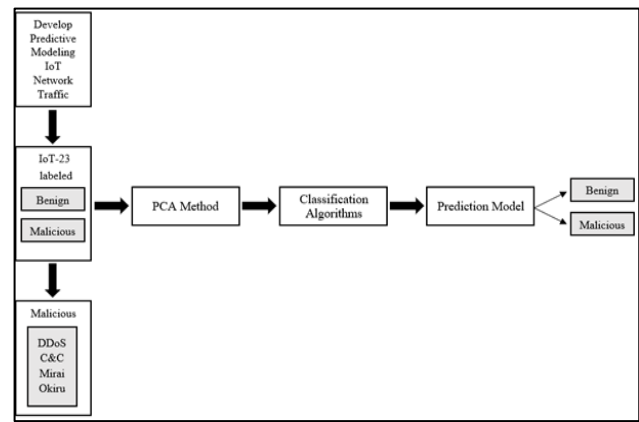 Develop
Predictive
Modeling
IoT
Network
Traffic
IoT-23
labeled
Benign
Malicious
PCA Method
Classification
Algorithms
Prediction Model
Benign
Malicious
Malicious
DDoS
C&C
Mirai
Okiru